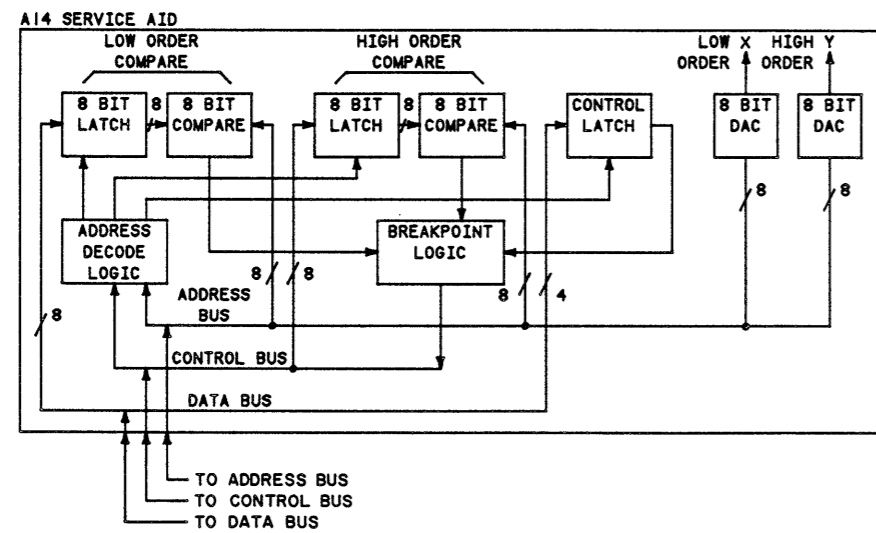 A14 SERVICE AID
LOW ORDER
COMPARE
HIGH ORDER
COMPARE
LOW X
ORDER
HIGH Y
ORDER
8 BIT
LATCH
8
8 BIT
COMPARE
8 BIT
LATCH
8
8 BIT
COMPARE
CONTROL
LATCH
8 BIT
DAC
8 BIT
DAC
8
8
ADDRESS
DECODE
LOGIC
BREAKPOINT
LOGIC
8
8
8
4
8
ADDRESS
BUS
CONTROL BUS
DATA BUS
TO ADDRESS BUS
TO CONTROL BUS
TO DATA BUS